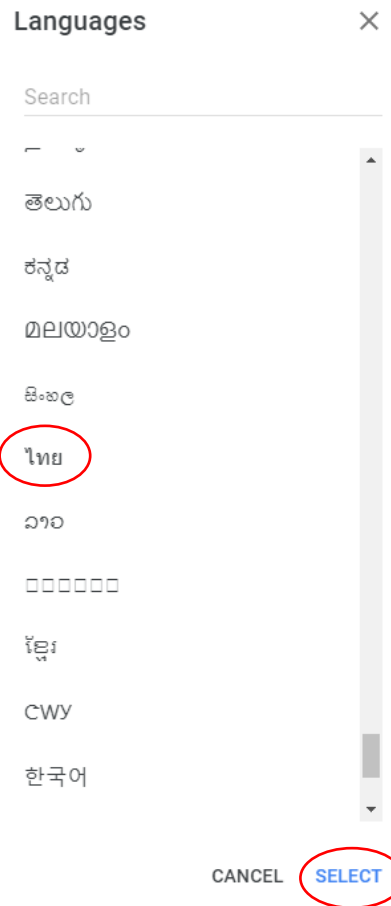 Languages
Search
తెలుగు
ಕನ್ನಡ
മലയാളം
සිංහල
ไทย
ລາວ
ខ្មែរ
ᏣᎳᎩ
한국어
CANCEL SELECT